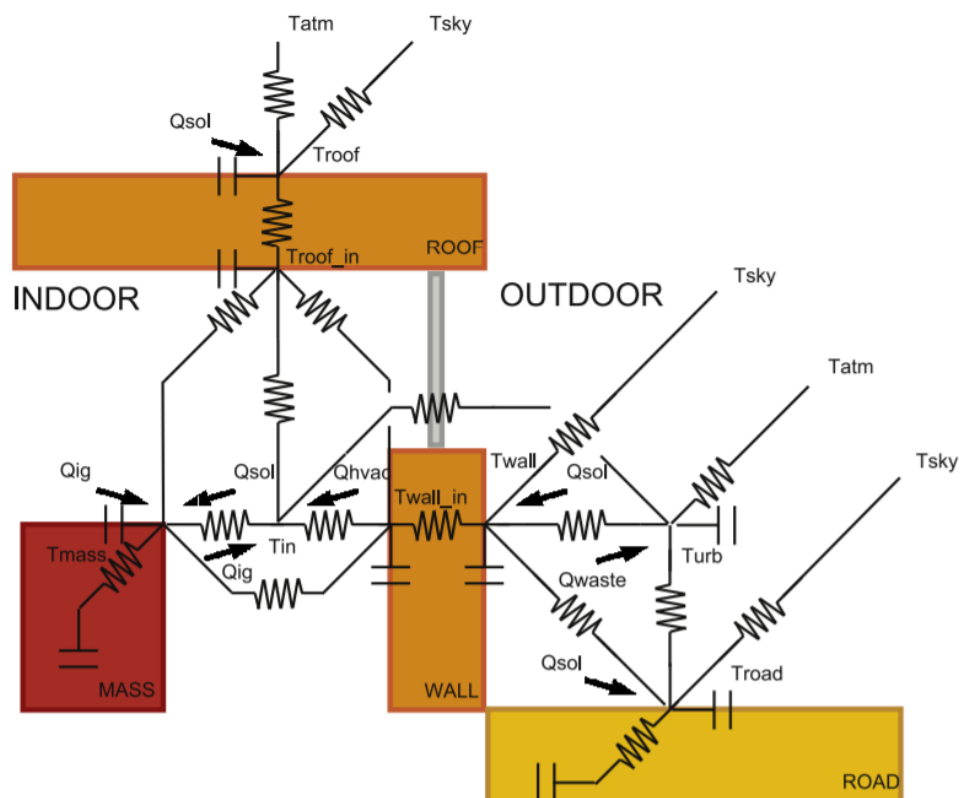 Tatm
Tsky
Qsol
Troof
ROOF
Troof_in
INDOOR
OUTDOOR
Tsky
Tatm
Twall
Tsky
Qig
Qsol
Qhvac
Qsol
Twall_in
Tmass
Tin
Turb
Qig
Qwaste
Qsol
Troad
MASS
WALL
ROAD